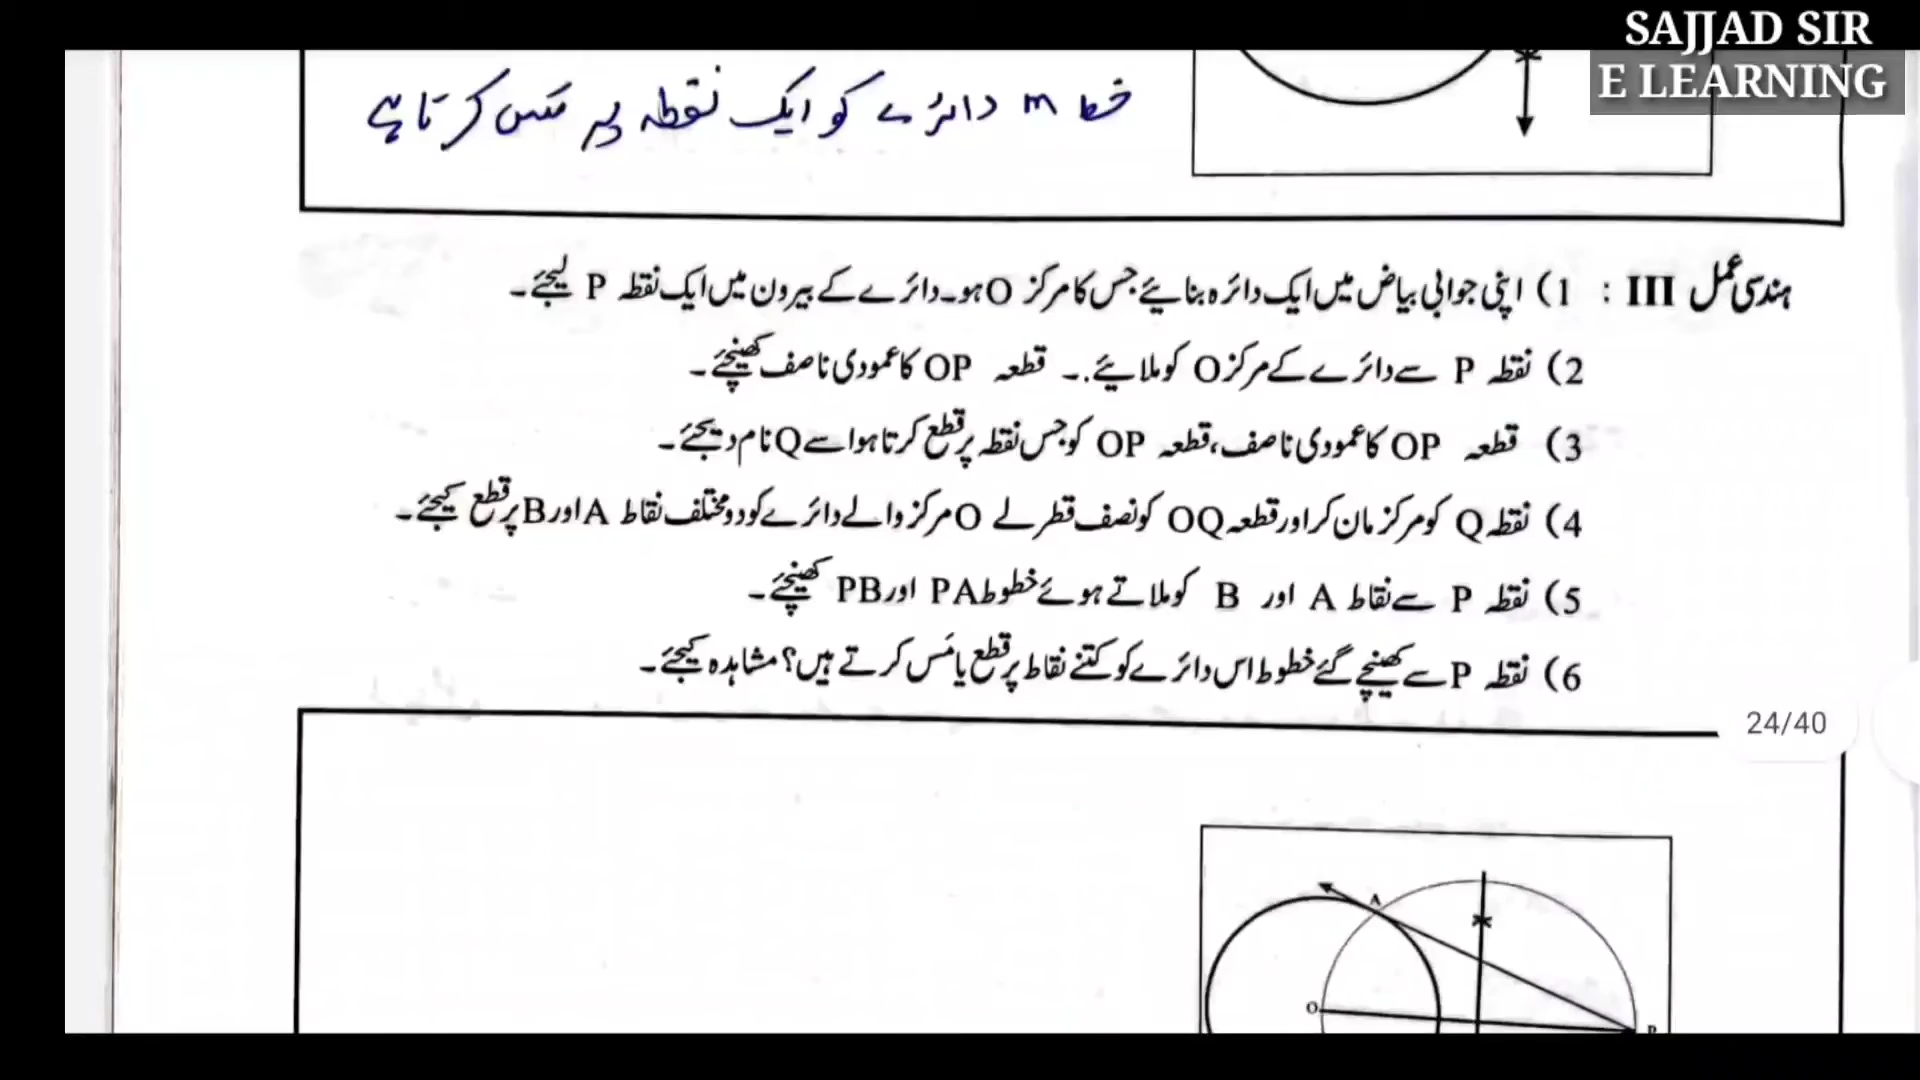 SAJJAD SIR
E LEARNING
خط m دائرے کو ایک نقطہ پر مَس کرتا ہے
ہندسی عمل III : 1) اپنی جوابی بیاض میں ایک دائرہ بنائیے جس کا مرکز O ہو۔ دائرے کے بیرون میں ایک نقطہ P لیجئے۔
2) نقطہ P سے دائرے کے مرکز O کو ملائیے۔۔ قطعہ OP کا عمودی ناصف کھینچئے۔
3) قطعہ OP کا عمودی ناصف، قطعہ OP کو جس نقطہ پر قطع کرتا ہو اسے Q نام دیجئے۔
4) نقطہ Q کو مرکز مان کر اور قطعہ OQ کو نصف قطر لے O مرکز والے دائرے کو دو مختلف نقاط A اور B پر قطع کیجئے۔
5) نقطہ P سے نقاط A اور B کو ملاتے ہوئے خطوط PA اور PB کھینچئے۔
6) نقطہ P سے کھینچے گئے خطوط اس دائرے کو کتنے نقاط پر قطع یا مَس کرتے ہیں؟ مشاہدہ کیجئے۔
24/40
A
O